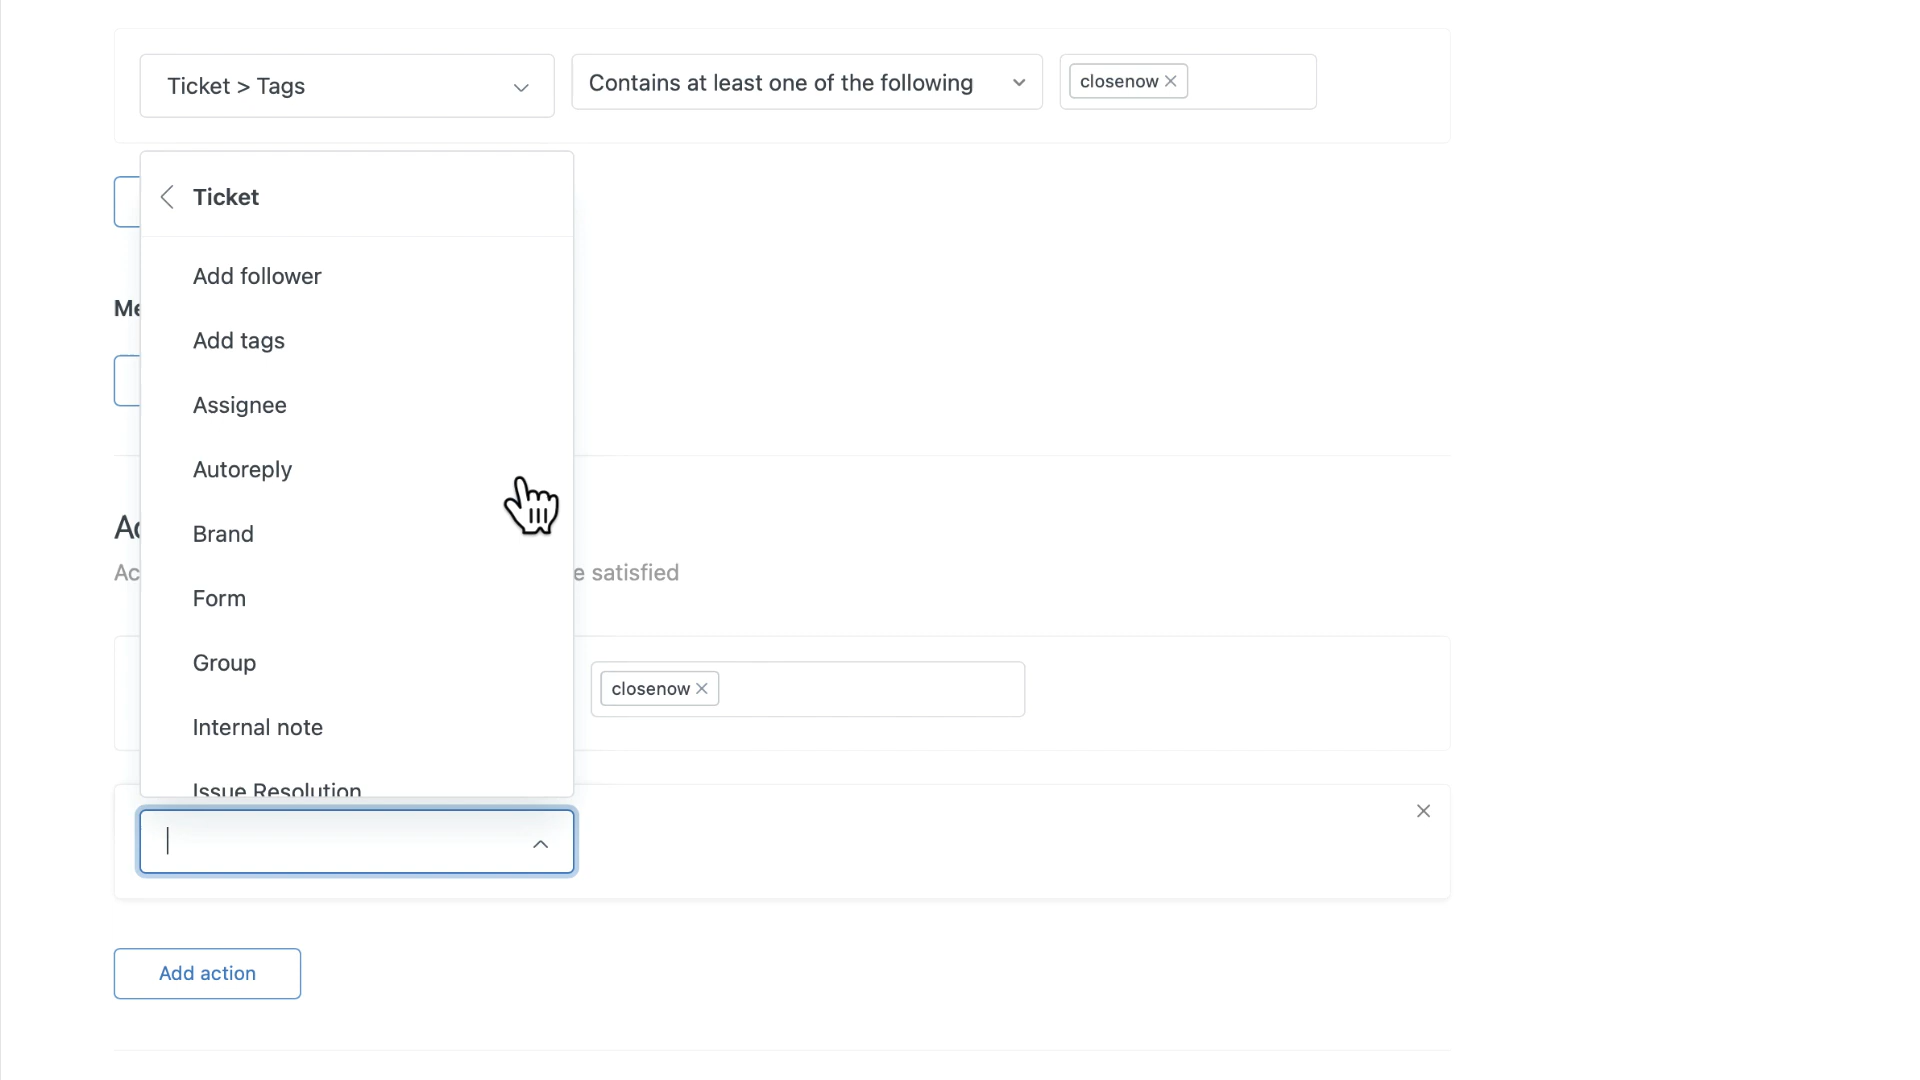 Ticket > Tags
Contains at least one of the following
closenow
Ticket
Add follower
Me
Add tags
Assignee
Autoreply
Ac
Brand
Ac
e satisfied
Form
Group
closenow
Internal note
Issue Resolution
Add action